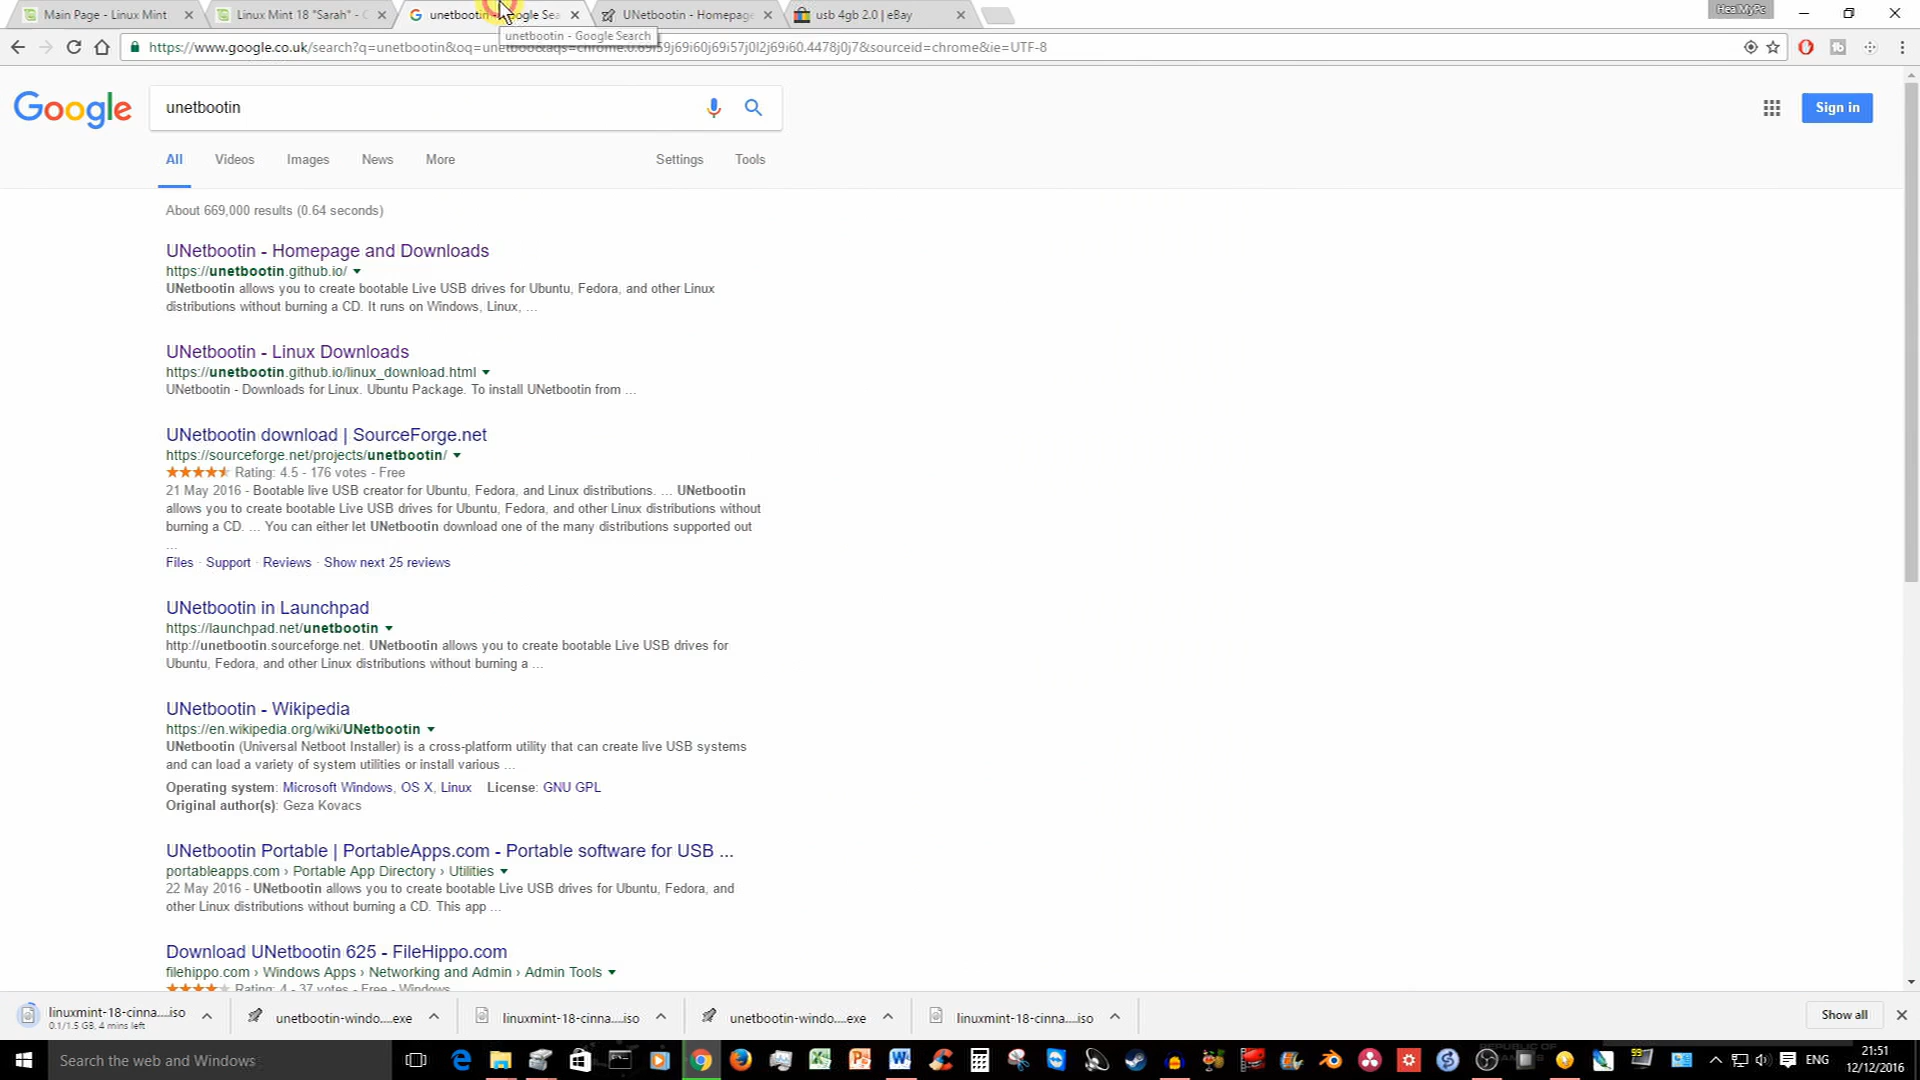 Main Page - Linux Mint
Linux Mint 18 "Sarah" - C
unetbootin - Google Sea
UNetbootin - Homepage
usb 4gb 2.0 | eBay
HealMyPc
unetbootin - Google Search
Google
unetbootin
Sign in
All
Videos
Images
News
More
Settings
Tools
About 669,000 results (0.64 seconds)
UNetbootin - Homepage and Downloads
https://unetbootin.github.io/
UNetbootin allows you to create bootable Live USB drives for Ubuntu, Fedora, and other Linux
distributions without burning a CD. It runs on Windows, Linux, ...
UNetbootin - Linux Downloads
https://unetbootin.github.io/linux_download.html
UNetbootin - Downloads for Linux. Ubuntu Package. To install UNetbootin from ...
UNetbootin download | SourceForge.net
https://sourceforge.net/projects/unetbootin/
Rating: 4.5 - 176 votes - Free
21 May 2016 - Bootable live USB creator for Ubuntu, Fedora, and Linux distributions. ... UNetbootin
allows you to create bootable Live USB drives for Ubuntu, Fedora, and other Linux distributions without
burning a CD. ... You can either let UNetbootin download one of the many distributions supported out
...
Files · Support · Reviews · Show next 25 reviews
UNetbootin in Launchpad
https://launchpad.net/unetbootin
http://unetbootin.sourceforge.net. UNetbootin allows you to create bootable Live USB drives for
Ubuntu, Fedora, and other Linux distributions without burning a ...
UNetbootin - Wikipedia
https://en.wikipedia.org/wiki/UNetbootin
UNetbootin (Universal Netboot Installer) is a cross-platform utility that can create live USB systems
and can load a variety of system utilities or install various ...
Operating system: Microsoft Windows, OS X, Linux License: GNU GPL
Original author(s): Geza Kovacs
UNetbootin Portable | PortableApps.com - Portable software for USB ...
portableapps.com › Portable App Directory › Utilities
22 May 2016 - UNetbootin allows you to create bootable Live USB drives for Ubuntu, Fedora, and
other Linux distributions without burning a CD. This app ...
Download UNetbootin 625 - FileHippo.com
filehippo.com › Windows Apps › Networking and Admin › Admin Tools
Rating: 4 - 37 votes - Free - Windows
linuxmint-18-cinna....iso
0.1/1.5 GB, 4 mins left
unetbootin-windo....exe
linuxmint-18-cinna....iso
unetbootin-windo....exe
linuxmint-18-cinna....iso
Show all
Search the web and Windows
99
ENG
21:51
12/12/2016